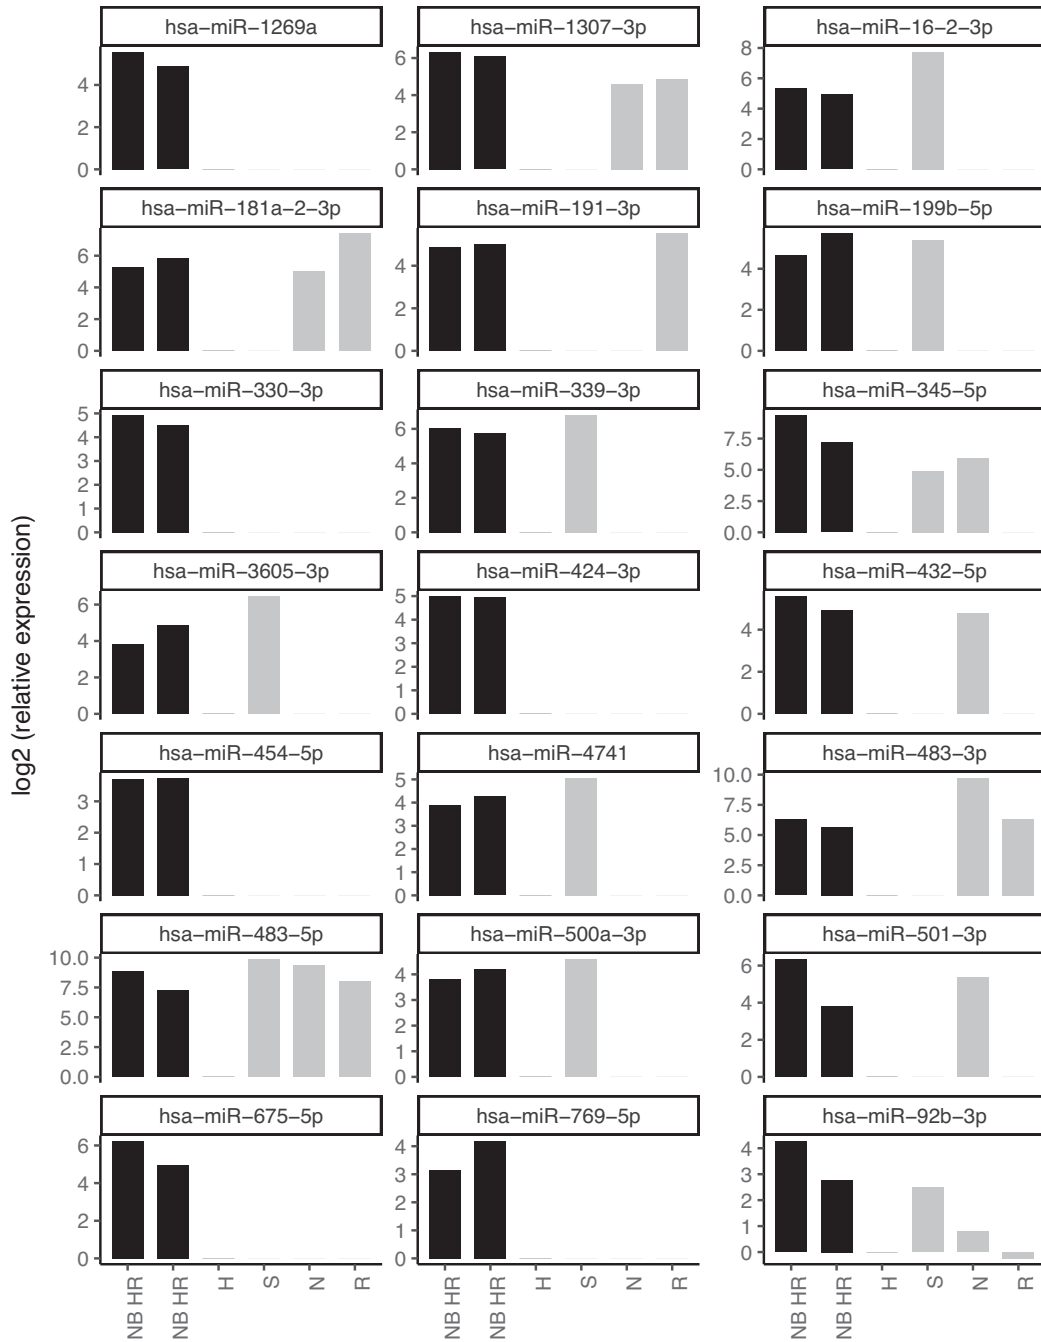 hsa−miR−1269a
hsa−miR−1307−3p
hsa−miR−16−2−3p
4
2
0
6
4
2
0
8
6
4
2
0
hsa−miR−181a−2−3p
hsa−miR−191−3p
hsa−miR−199b−5p
6
4
2
0
4
2
0
4
2
0
hsa−miR−330−3p
hsa−miR−339−3p
hsa−miR−345−5p
5
4
3
2
1
0
6
4
2
0
7.5
5.0
2.5
0.0
log2 (relative expression)
hsa−miR−3605−3p
hsa−miR−424−3p
hsa−miR−432−5p
6
4
2
0
5
4
3
2
1
0
4
2
0
hsa−miR−454−5p
hsa−miR−4741
hsa−miR−483−3p
3
2
1
0
5
4
3
2
1
0
10.0
7.5
5.0
2.5
0.0
hsa−miR−483−5p
hsa−miR−500a−3p
hsa−miR−501−3p
10.0
7.5
5.0
2.5
0.0
4
3
2
1
0
6
4
2
0
hsa−miR−675−5p
hsa−miR−769−5p
hsa−miR−92b−3p
6
4
2
0
4
3
2
1
0
4
3
2
1
0
NB HR
NB HR
H
S
N
R
NB HR
NB HR
H
S
N
R
NB HR
NB HR
H
S
N
R